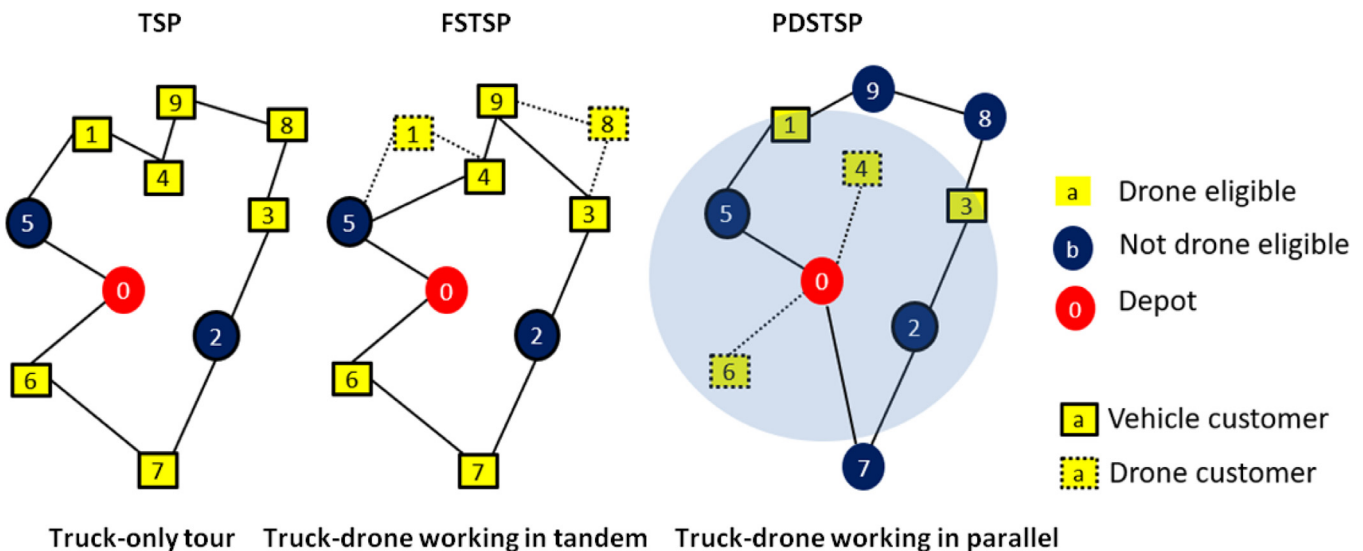 TSP
FSTSP
PDSTSP
9
1
8
4
3
5
0
2
6
7
9
1
8
4
3
5
0
2
6
7
9
1
8
4
3
5
0
2
6
7
a Drone eligible
b Not drone eligible
0 Depot
a Vehicle customer
a Drone customer
Truck-only tour
Truck-drone working in tandem
Truck-drone working in parallel